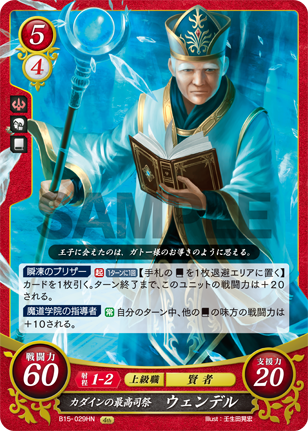 5
4
SAMPLE
王子に会えたのは、ガトー様のお導きのように思える。
瞬凍のブリザー 起 1ターンに1回 【手札の を1枚退避エリアに置く】
カードを1枚引く。ターン終了まで、このユニットの戦闘力は＋20
される。
魔道学院の指導者 常 自分のターン中、他の の味方の戦闘力は
＋10される。
戦闘力
60
射程 1-2
上級職
賢者
支援力
20
カダインの最高司祭 ウェンデル
B15-029HN
Illust：壬生田晃宏